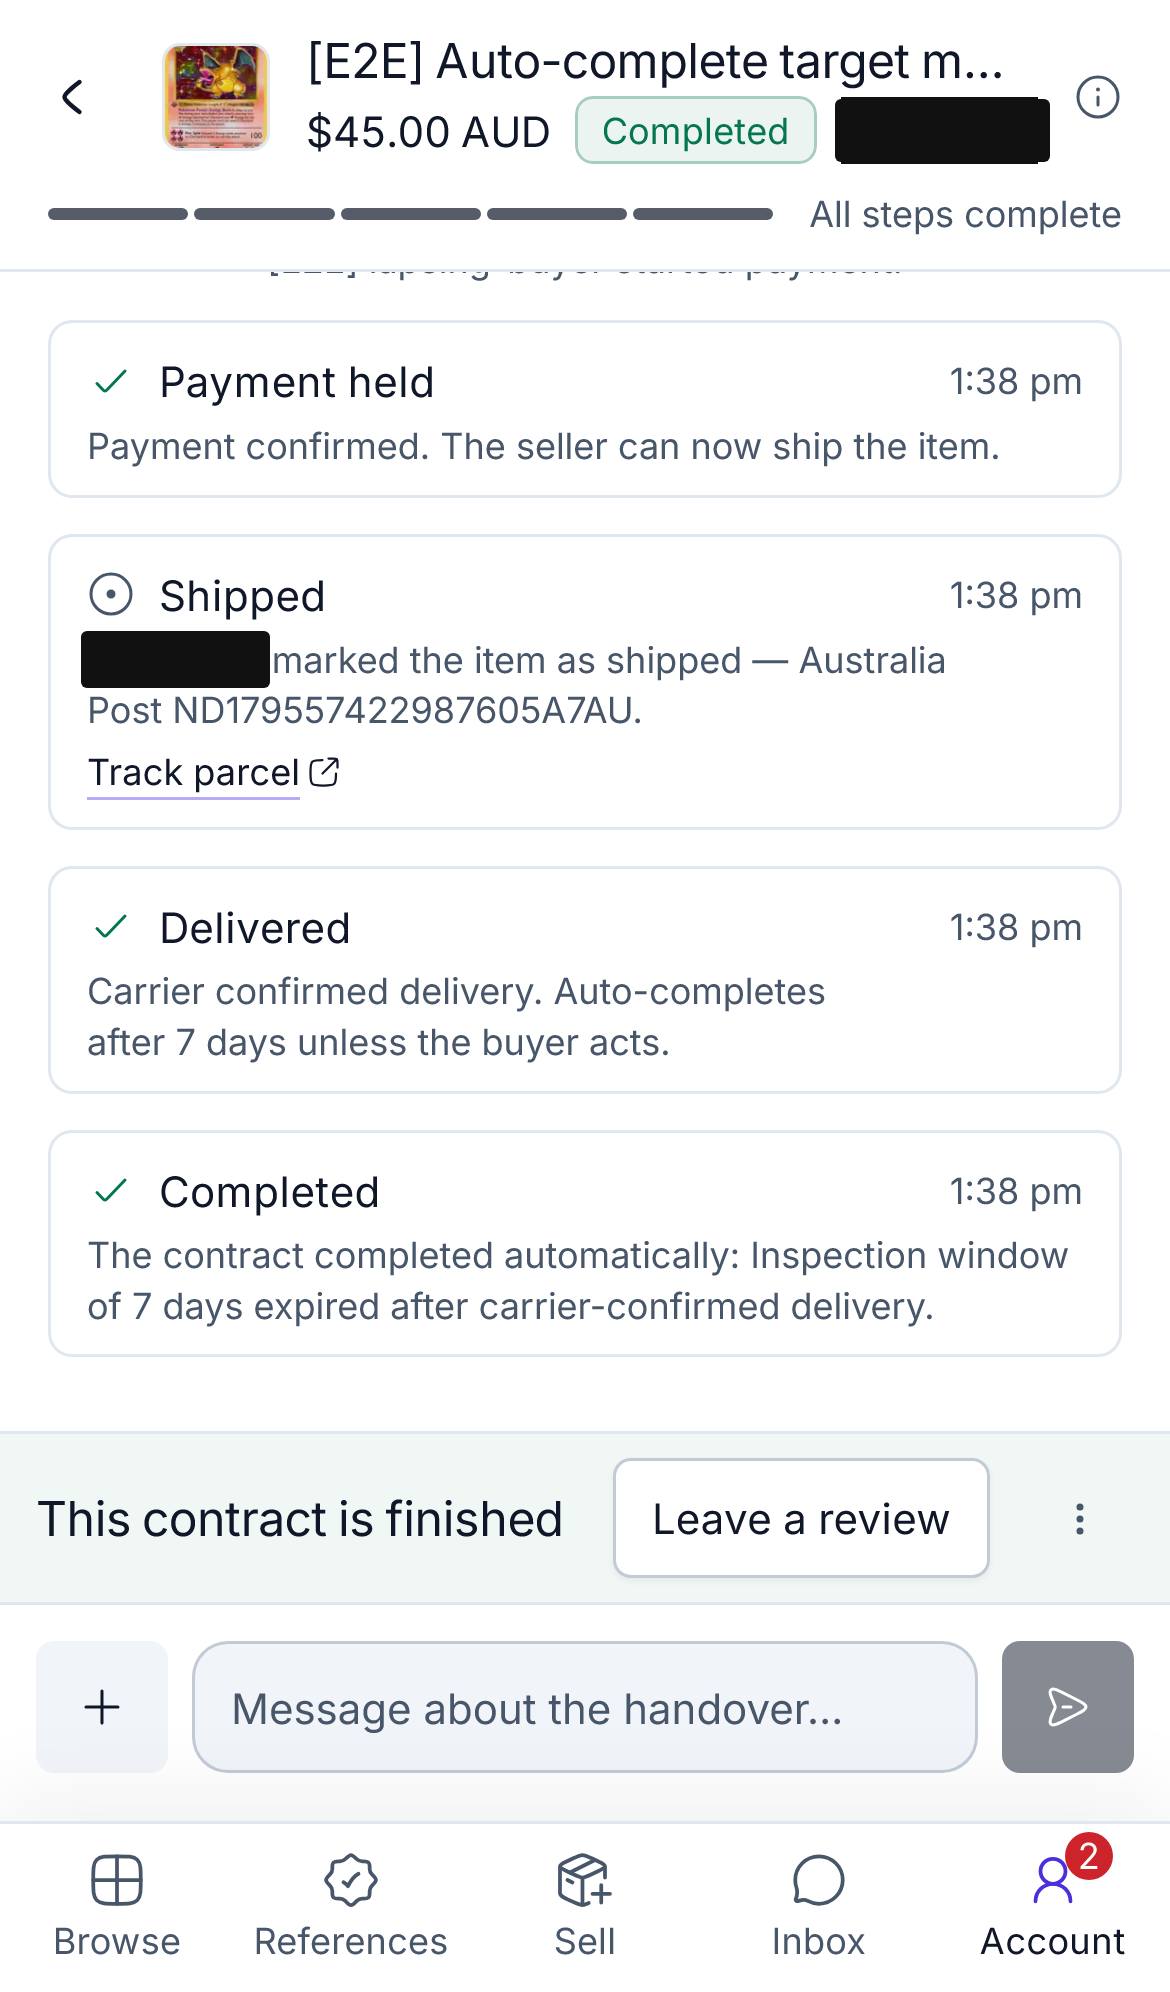 [E2E] Auto-complete target m...
$45.00 AUD
Completed
All steps complete
Payment held
1:38 pm
Payment confirmed. The seller can now ship the item.
Shipped
1:38 pm
marked the item as shipped — Australia
Post ND179557422987605A7AU.
Track parcel
Delivered
1:38 pm
Carrier confirmed delivery. Auto-completes
after 7 days unless the buyer acts.
Completed
1:38 pm
The contract completed automatically: Inspection window
of 7 days expired after carrier-confirmed delivery.
This contract is finished
Leave a review
Message about the handover...
2
Browse
References
Sell
Inbox
Account